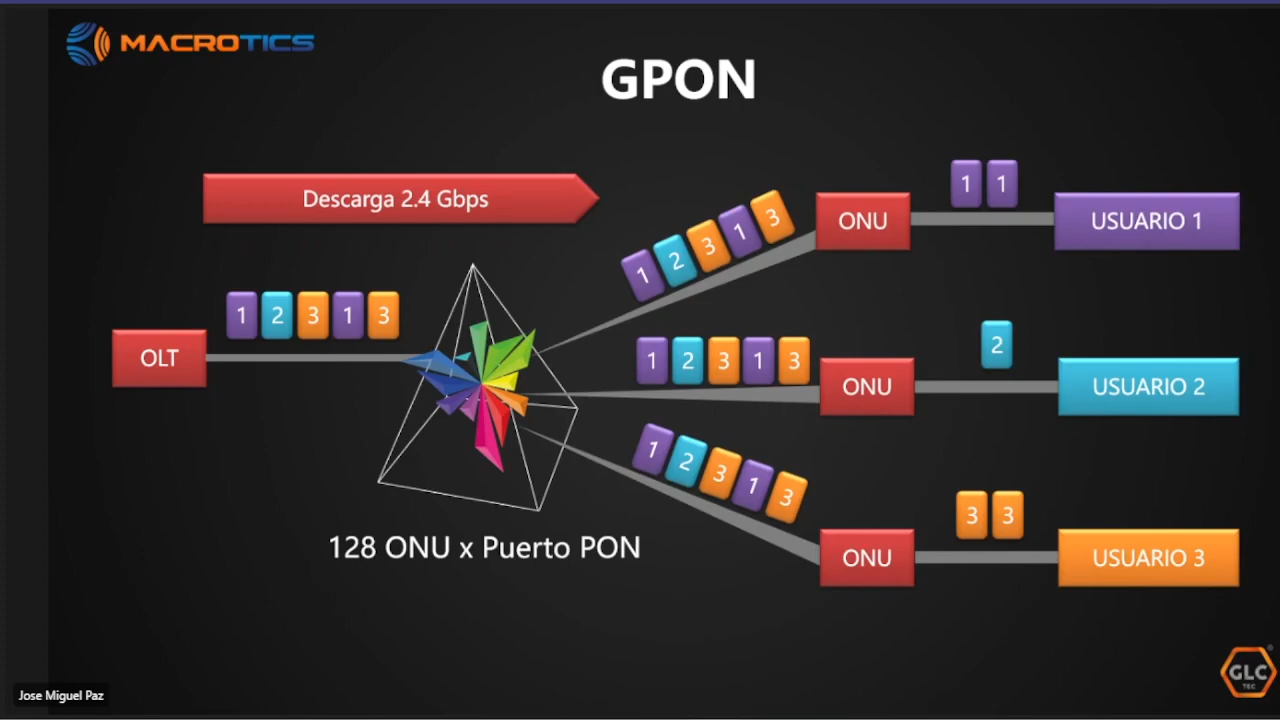 MACROTICS
GPON
Descarga 2.4 Gbps
1 2 3 1 3
OLT
128 ONU x Puerto PON
1 2 3 1 3
ONU
1 1
USUARIO 1
1 2 3 1 3
ONU
2
USUARIO 2
1 2 3 1 3
ONU
3 3
USUARIO 3
Jose Miguel Paz
GLC
TEC